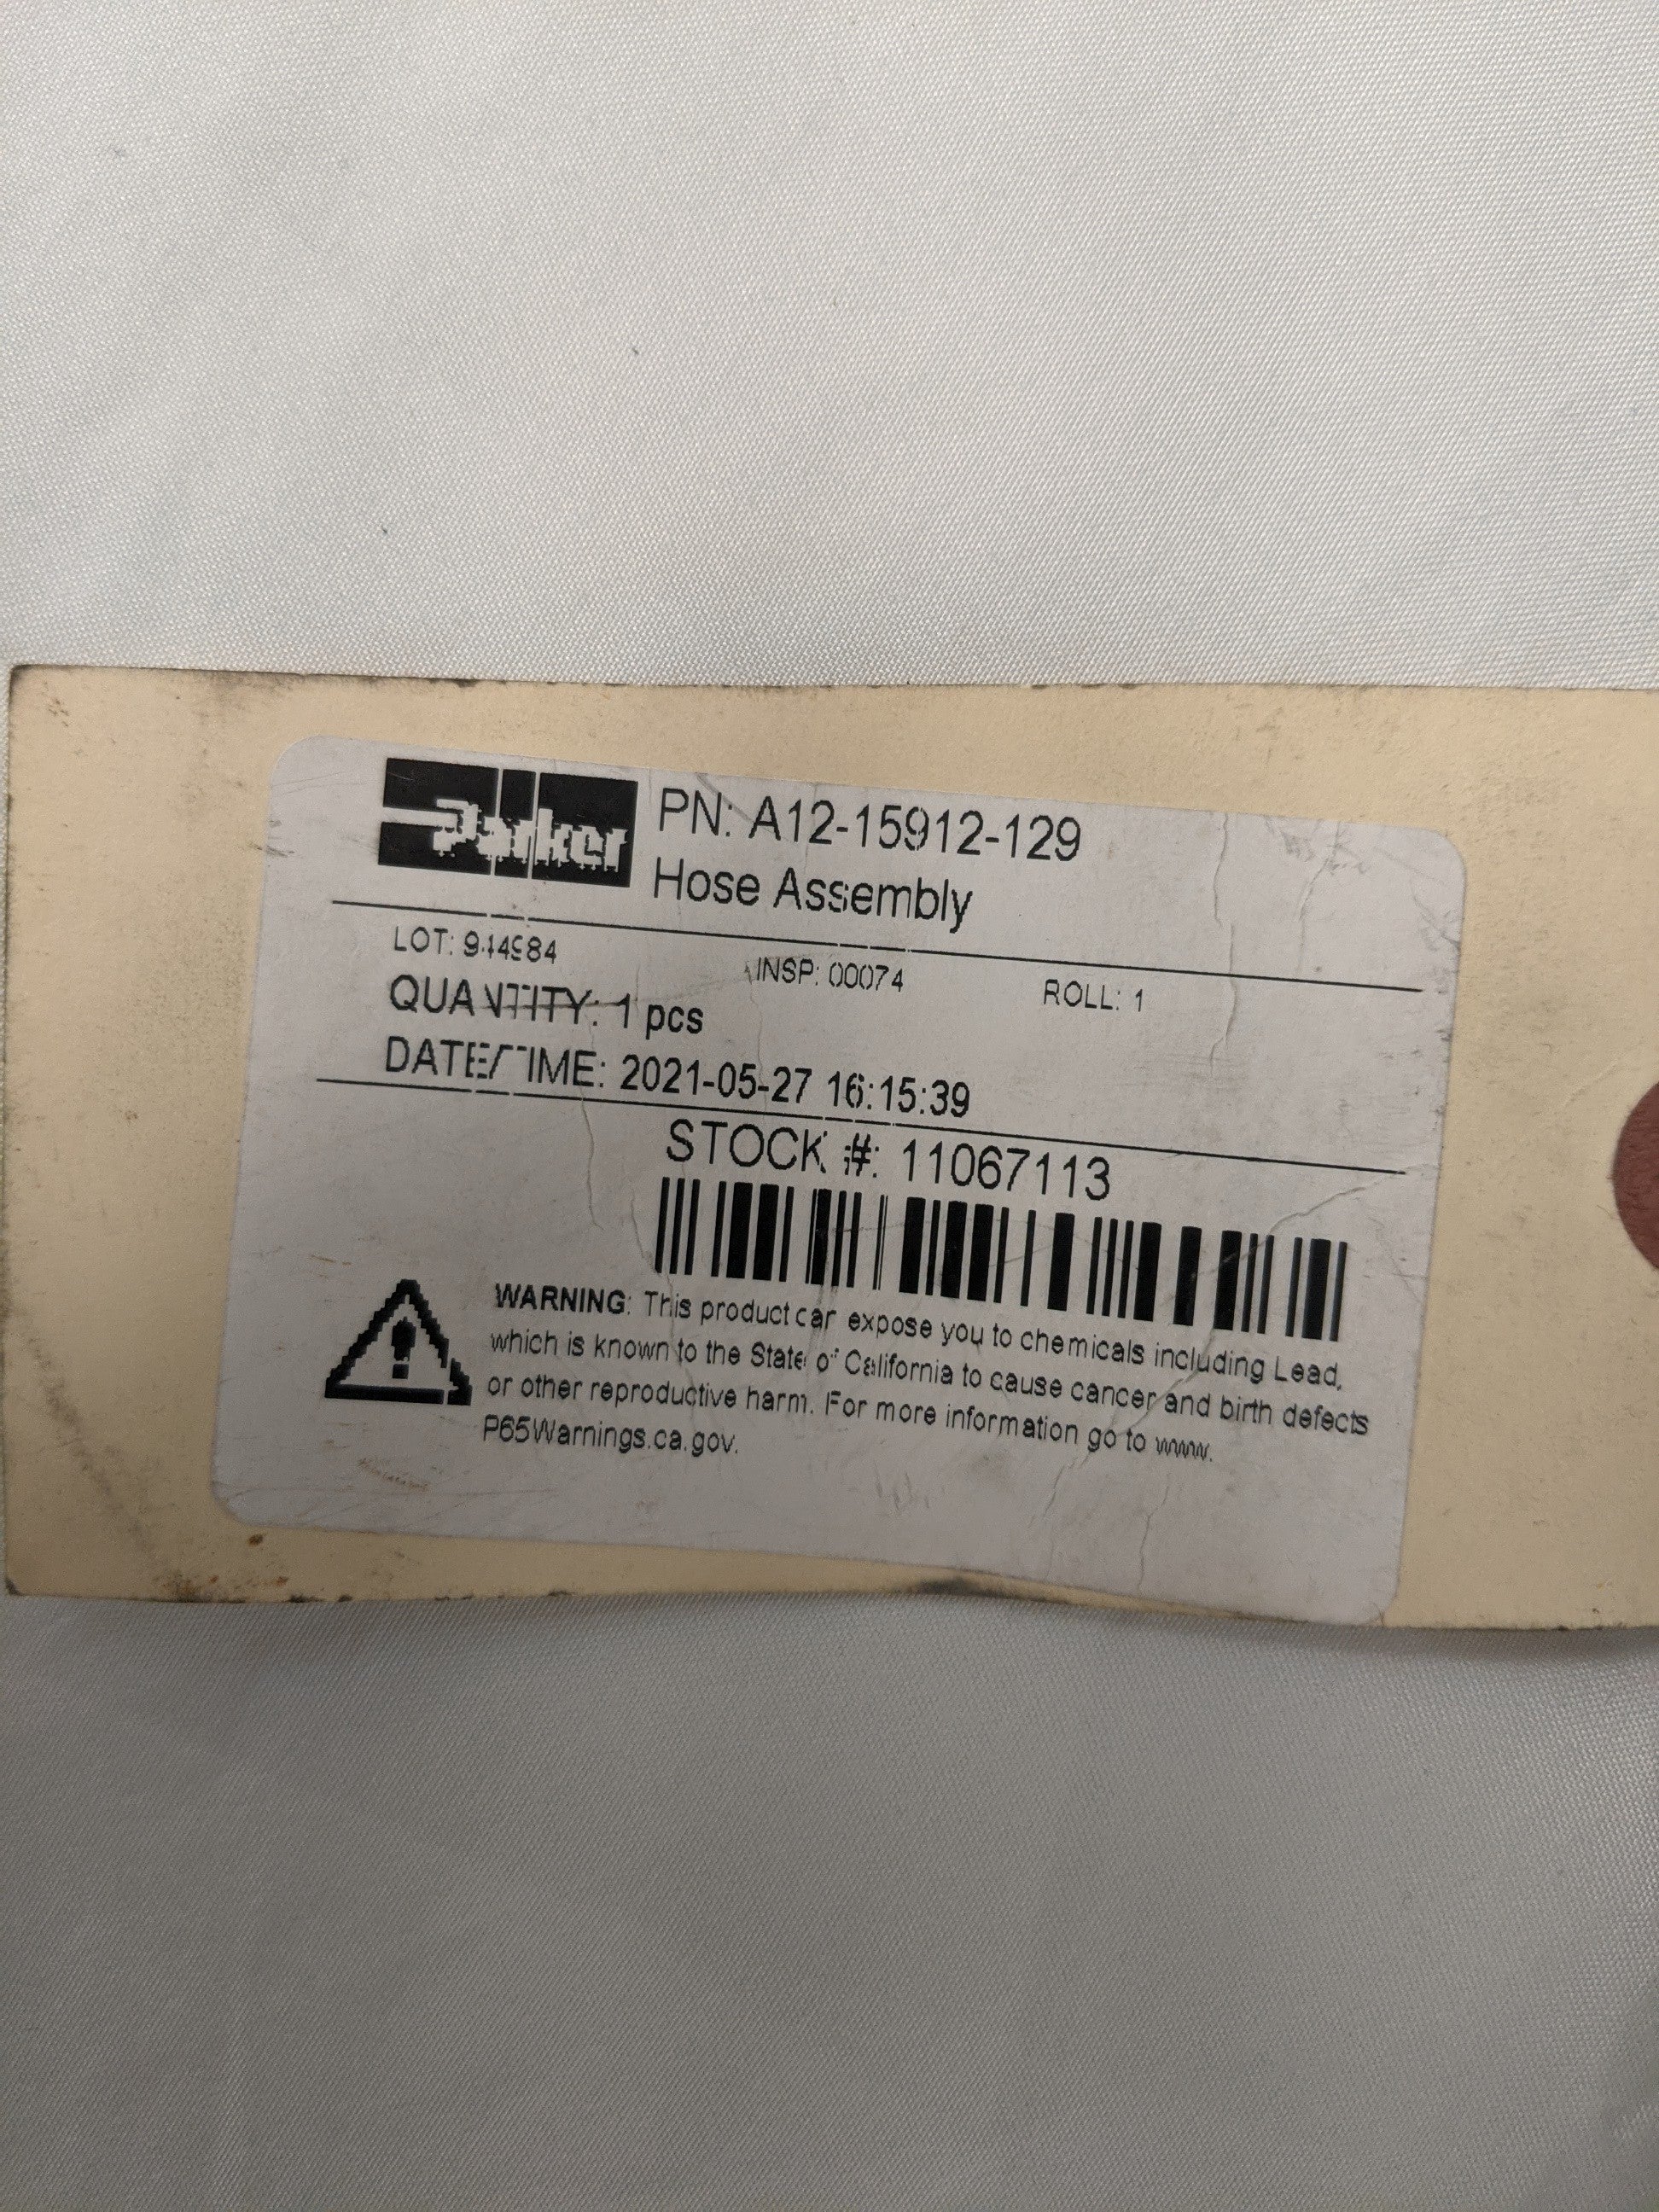 Parker
PN: A12-15912-129
Hose Assembly
LOT: 944984 INSP: 00074 ROLL: 1
QUANTITY: 1 pcs
DATE/TIME: 2021-05-27 16:15:39
STOCK #: 11067113
WARNING: This product can expose you to chemicals including Lead,
which is known to the State of California to cause cancer and birth defects
or other reproductive harm. For more information go to www.
P65Warnings.ca.gov.